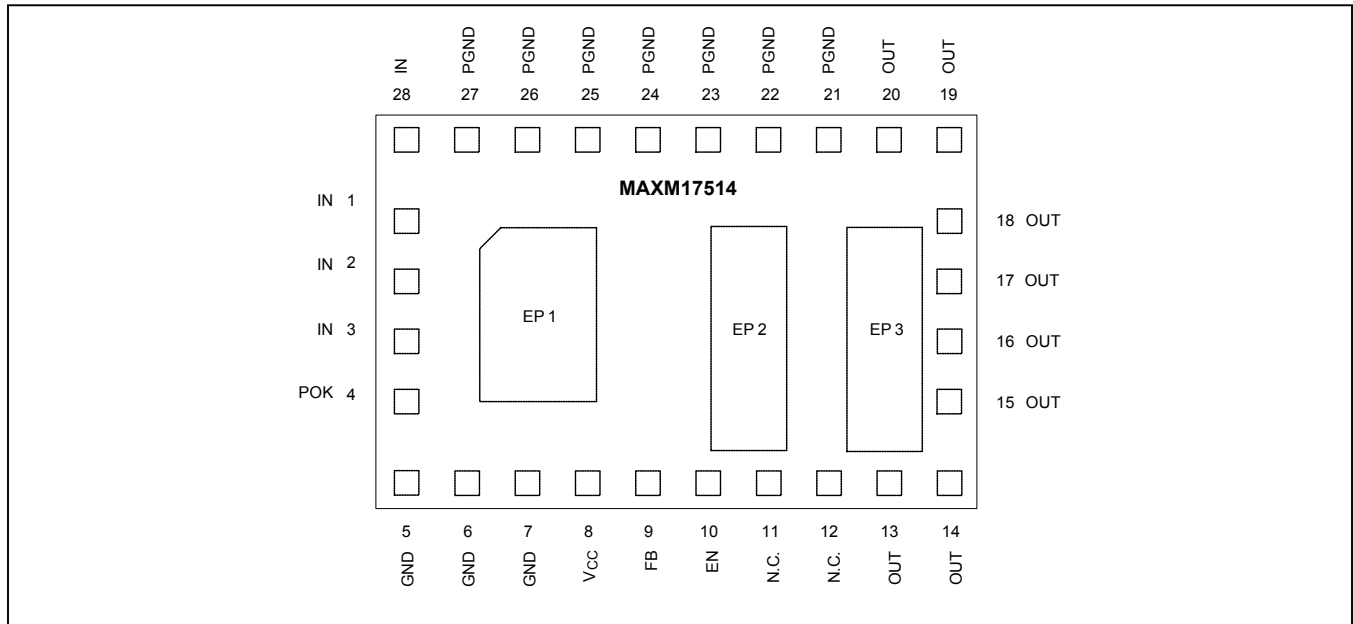 IN PGND PGND PGND PGND PGND PGND PGND OUT OUT
28 27 26 25 24 23 22 21 20 19
MAXM17514
IN 1
18 OUT
IN 2
17 OUT
EP 1 EP 2 EP 3
IN 3
16 OUT
POK 4
15 OUT
5 6 7 8 9 10 11 12 13 14
GND GND GND VCC FB EN N.C. N.C. OUT OUT